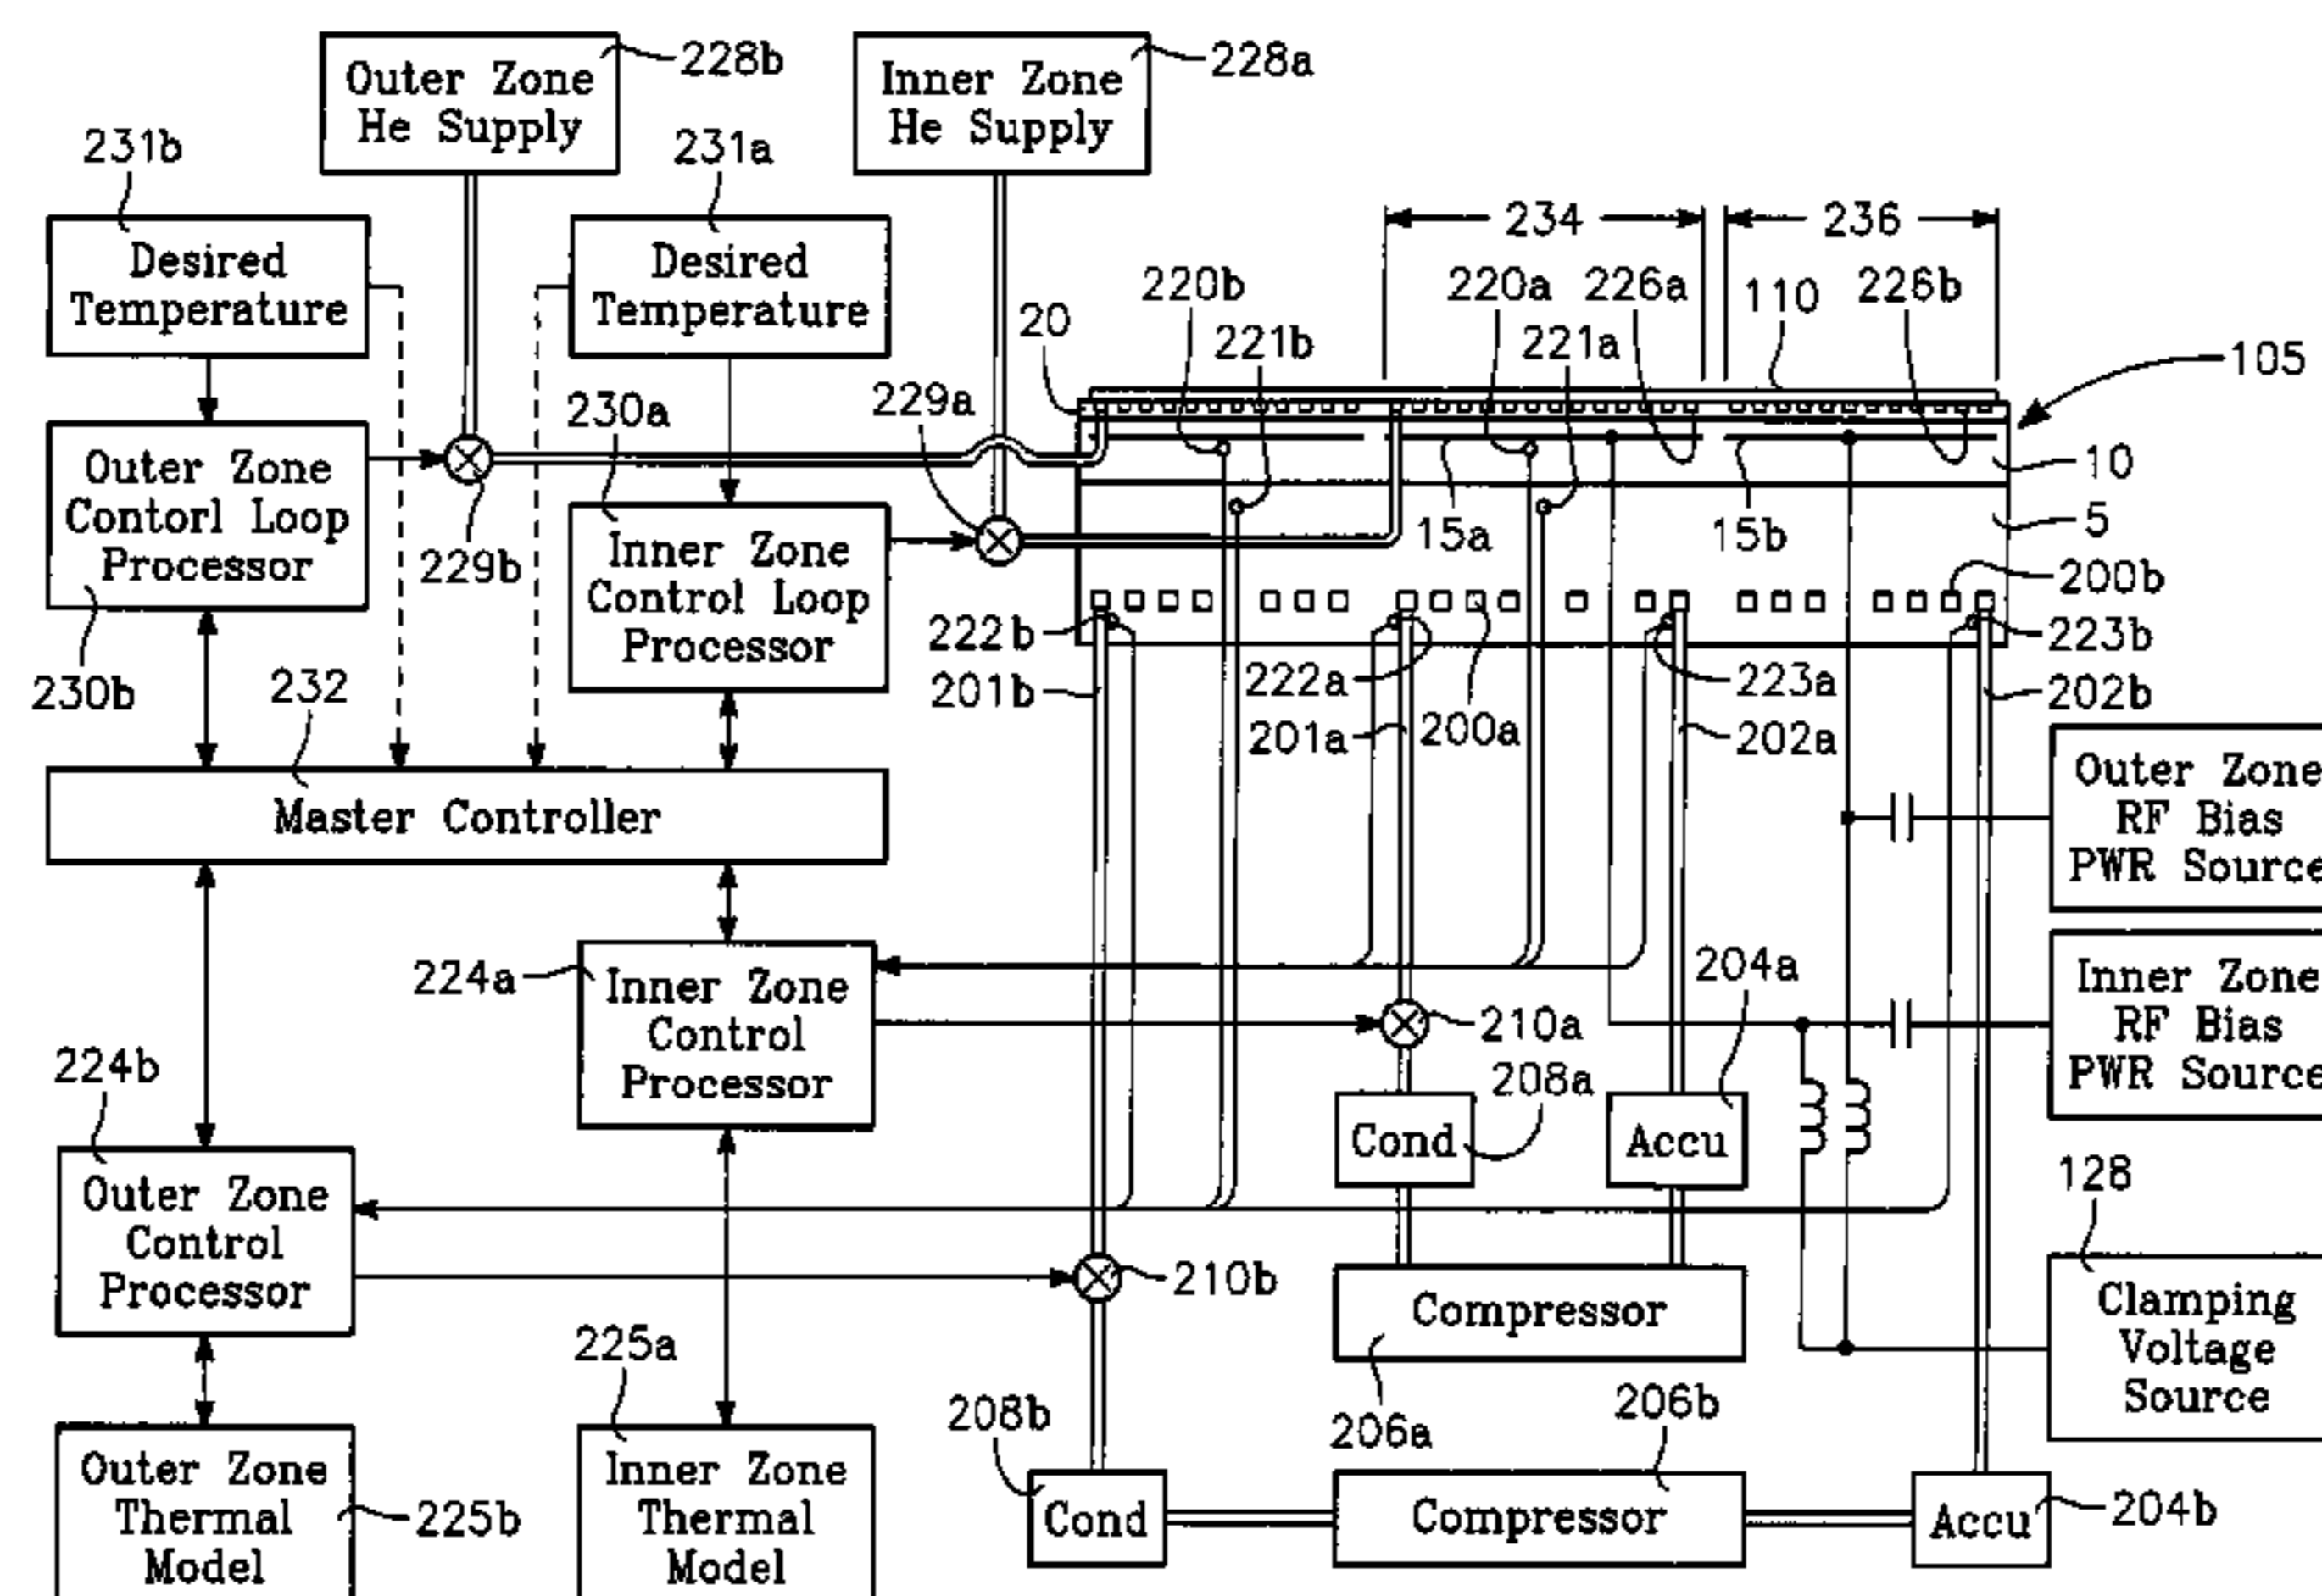 Outer Zone
He Supply
228b
Inner Zone
He Supply
228a
231b
231a
Desired
Temperature
Desired
Temperature
234
236
220b
220a
226a
110
226b
20
221b
221a
105
230a
229a
Outer Zone
Contorl Loop
Processor
229b
10
15a
15b
5
Inner Zone
Control Loop
Processor
200b
222b
223b
230b
232
201b
222a
223a
202b
201a
200a
202a
Master Controller
Outer Zone
RF Bias
PWR Source
224a
Inner Zone
Control
Processor
204a
Inner Zone
RF Bias
PWR Source
210a
224b
208a
Cond
Accu
Outer Zone
Control
Processor
128
210b
Compressor
Clamping
Voltage
Source
225a
208b
206a
206b
Outer Zone
Thermal
Model
225b
Inner Zone
Thermal
Model
Cond
Compressor
Accu
204b